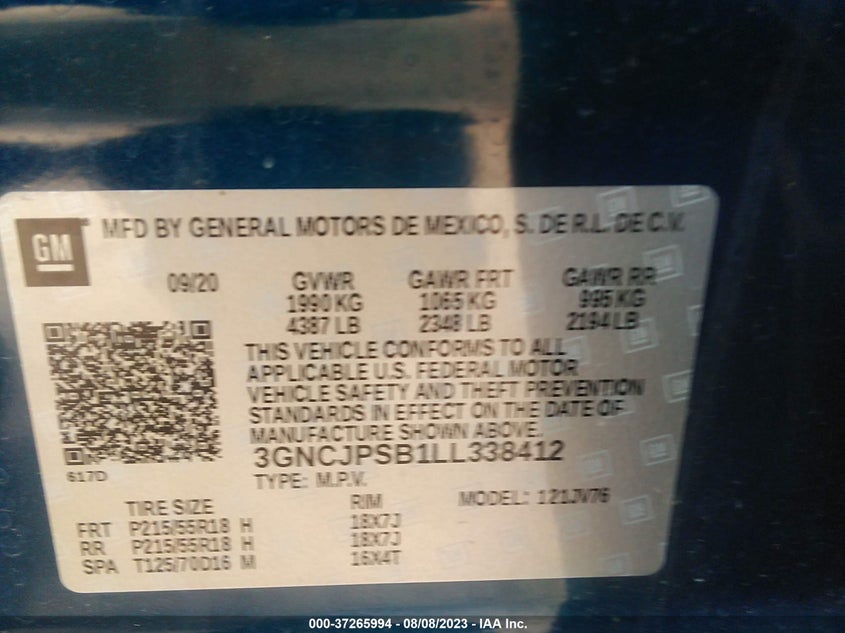 GM
MFD BY GENERAL MOTORS DE MEXICO, S. DE R.L. DE C.V.
09/20 GVWR GAWR FRT GAWR RR
1990 KG 1065 KG 995 KG
4387 LB 2348 LB 2194 LB
THIS VEHICLE CONFORMS TO ALL
APPLICABLE U.S. FEDERAL MOTOR
VEHICLE SAFETY AND THEFT PREVENTION
STANDARDS IN EFFECT ON THE DATE OF
MANUFACTURE SHOWN ABOVE.
617D
3GNCJPSB1LL338412
TYPE: M.P.V.
TIRE SIZE RIM MODEL: 121JV76
FRT P215/55R18 H 18X7J
RR P215/55R18 H 18X7J
SPA T125/70D16 M 16X4T
000-37265994 - 08/08/2023 - IAA Inc.